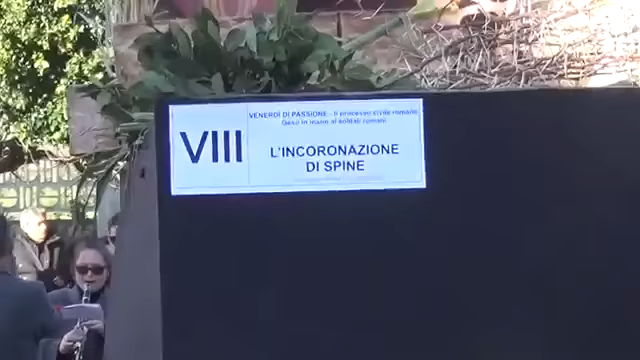 VENERDÌ DI PASSIONE - Il processo civile romano
Gesù in mano ai soldati romani
VIII
L'INCORONAZIONE
DI SPINE